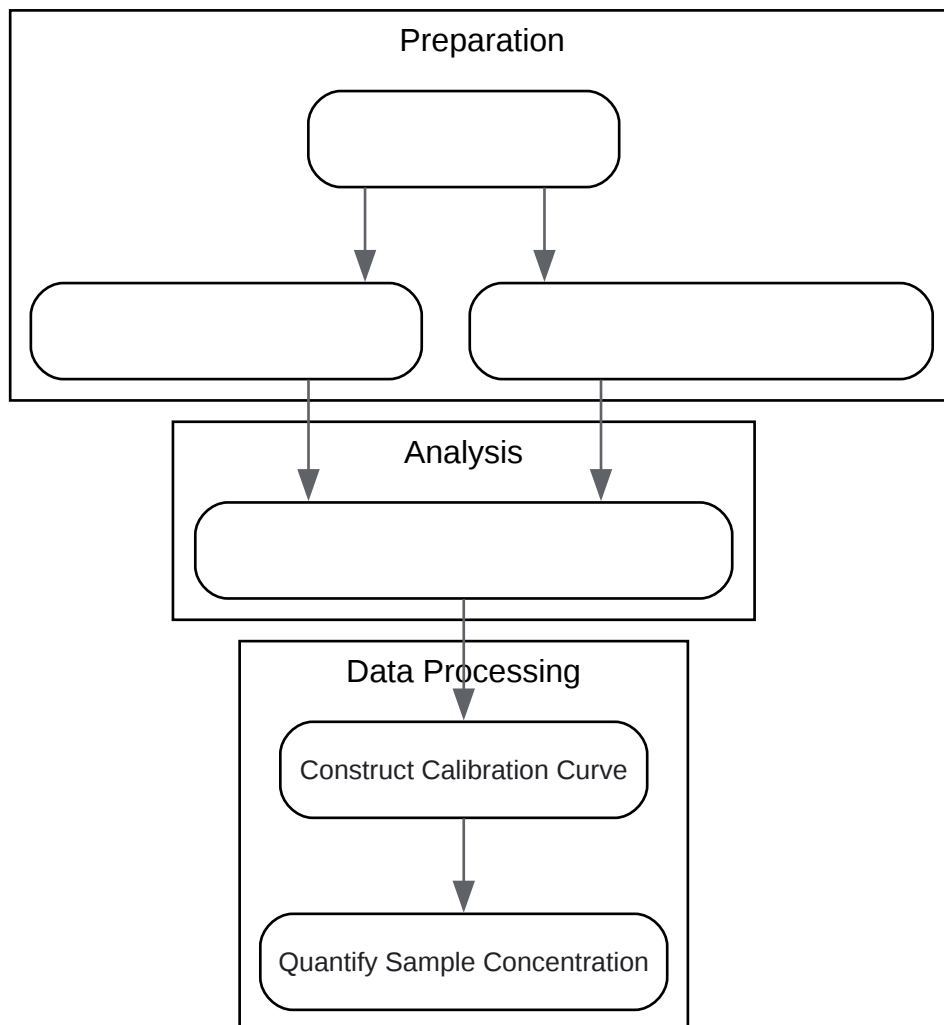 Preparation
Analysis
Data Processing
Construct Calibration Curve
Quantify Sample Concentration